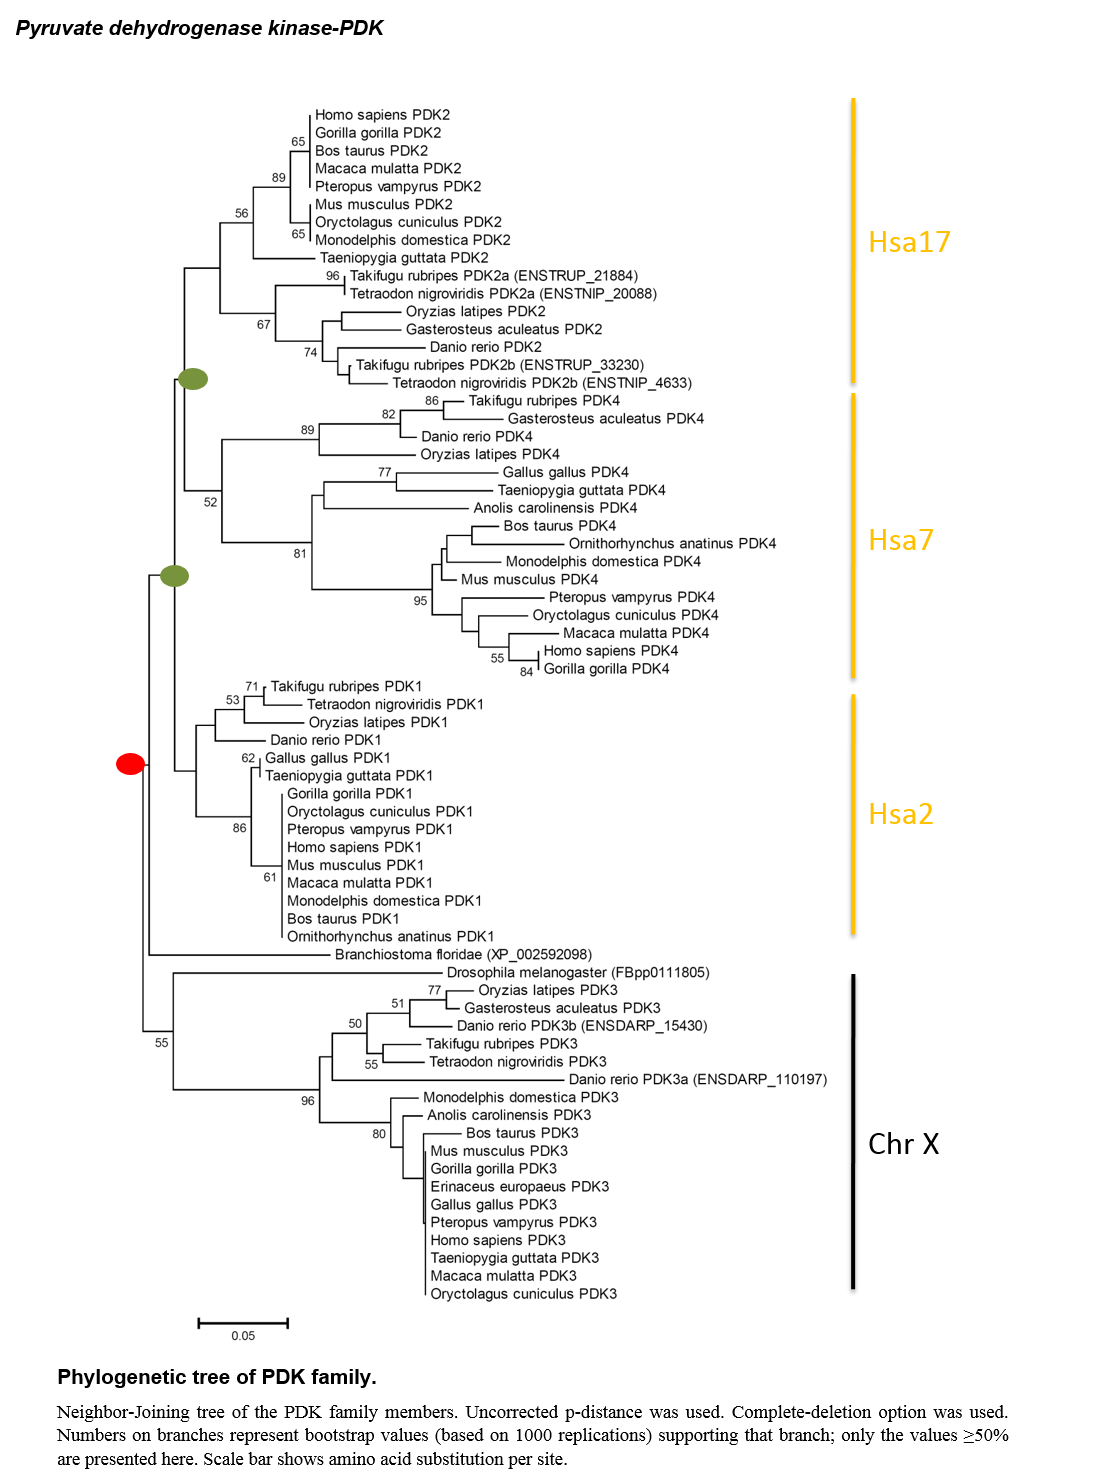 Pyruvate dehydrogenase kinase-PDK
Homo sapiens PDK2
Gorilla gorilla PDK2
65
Bos taurus PDK2
Macaca mulatta PDK2
89
Pteropus vampyrus PDK2
Mus musculus PDK2
56
Oryctolagus cuniculus PDK2
65
Monodelphis domestica PDK2
Hsa17
Taeniopygia guttata PDK2
96
Takifugu rubripes PDK2a (ENSTRUP_21884)
Tetraodon nigroviridis PDK2a (ENSTNIP_20088)
Oryzias latipes PDK2
67
Gasterosteus aculeatus PDK2
Danio rerio PDK2
74
Takifugu rubripes PDK2b (ENSTRUP_33230)
Tetraodon nigroviridis PDK2b (ENSTNIP_4633)
86
Takifugu rubripes PDK4
82
Gasterosteus aculeatus PDK4
89
Danio rerio PDK4
Oryzias latipes PDK4
77
Gallus gallus PDK4
Taeniopygia guttata PDK4
52
Anolis carolinensis PDK4
Bos taurus PDK4
Hsa7
Ornithorhynchus anatinus PDK4
81
Monodelphis domestica PDK4
Mus musculus PDK4
95
Pteropus vampyrus PDK4
Oryctolagus cuniculus PDK4
Macaca mulatta PDK4
55
Homo sapiens PDK4
84
Gorilla gorilla PDK4
71
Takifugu rubripes PDK1
53
Tetraodon nigroviridis PDK1
Oryzias latipes PDK1
Danio rerio PDK1
62
Gallus gallus PDK1
Taeniopygia guttata PDK1
Gorilla gorilla PDK1
Oryctolagus cuniculus PDK1
Hsa2
86
Pteropus vampyrus PDK1
Homo sapiens PDK1
Mus musculus PDK1
61
Macaca mulatta PDK1
Monodelphis domestica PDK1
Bos taurus PDK1
Ornithorhynchus anatinus PDK1
Branchiostoma floridae (XP_002592098)
Drosophila melanogaster (FBpp0111805)
77
Oryzias latipes PDK3
51
Gasterosteus aculeatus PDK3
50
Danio rerio PDK3b (ENSDARP_15430)
55
Takifugu rubripes PDK3
55
Tetraodon nigroviridis PDK3
Danio rerio PDK3a (ENSDARP_110197)
96
Monodelphis domestica PDK3
Anolis carolinensis PDK3
80
Bos taurus PDK3
Chr X
Mus musculus PDK3
Gorilla gorilla PDK3
Erinaceus europaeus PDK3
Gallus gallus PDK3
Pteropus vampyrus PDK3
Homo sapiens PDK3
Taeniopygia guttata PDK3
Macaca mulatta PDK3
Oryctolagus cuniculus PDK3
0.05
Phylogenetic tree of PDK family.
Neighbor-Joining tree of the PDK family members. Uncorrected p-distance was used. Complete-deletion option was used.
Numbers on branches represent bootstrap values (based on 1000 replications) supporting that branch; only the values ≥50%
are presented here. Scale bar shows amino acid substitution per site.